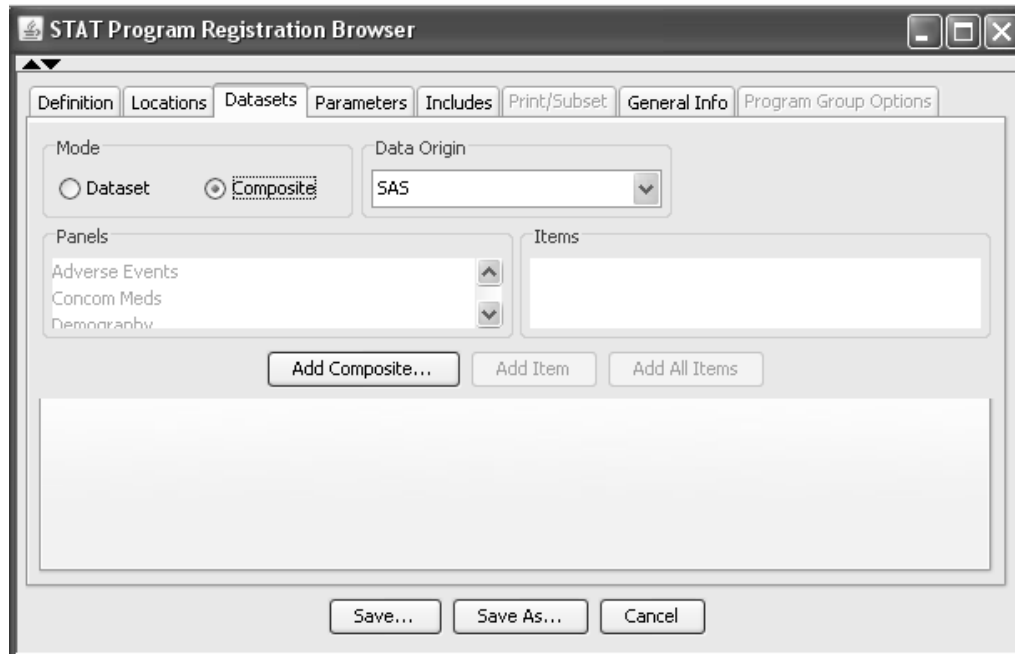 STAT Program Registration Browser
Definition Locations Datasets Parameters Includes Print/Subset General Info Program Group Options
Mode Data Origin
Dataset Composite SAS
Panels Items
Adverse Events
Concom Meds
Demography
Add Composite... Add Item Add All Items
Save... Save As... Cancel